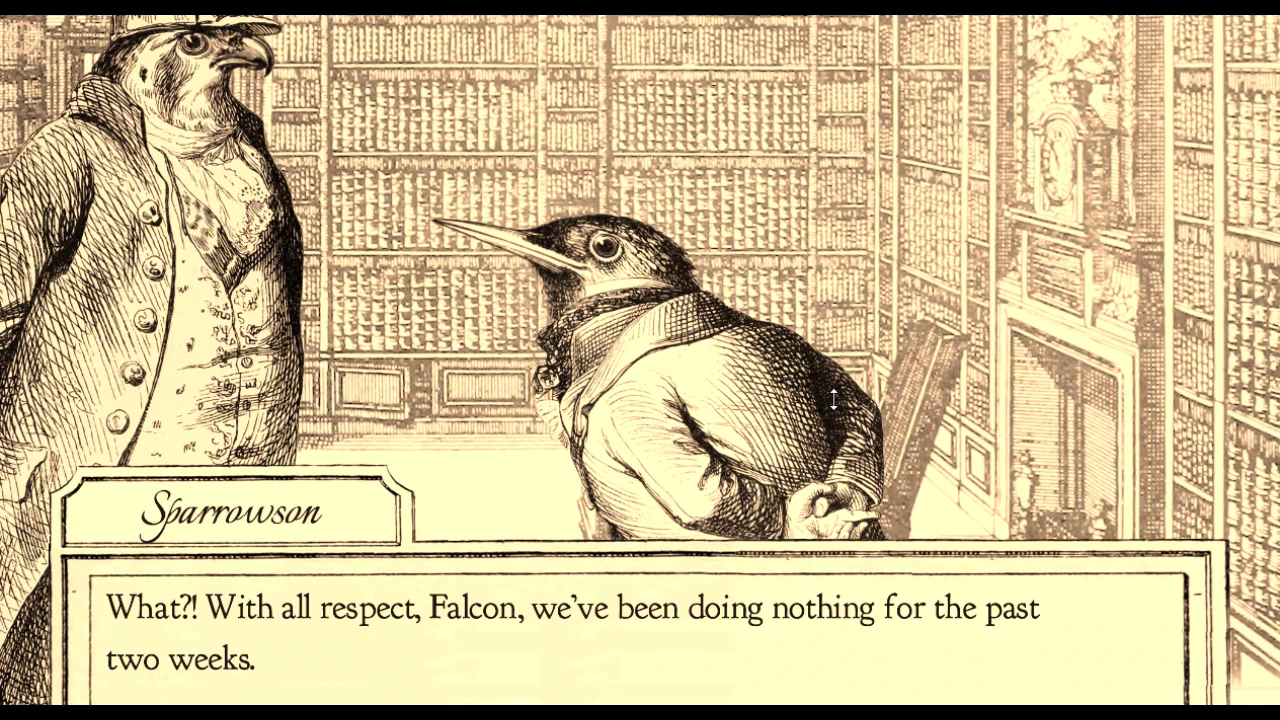 Sparrowson
What?! With all respect, Falcon, we've been doing nothing for the past
two weeks.